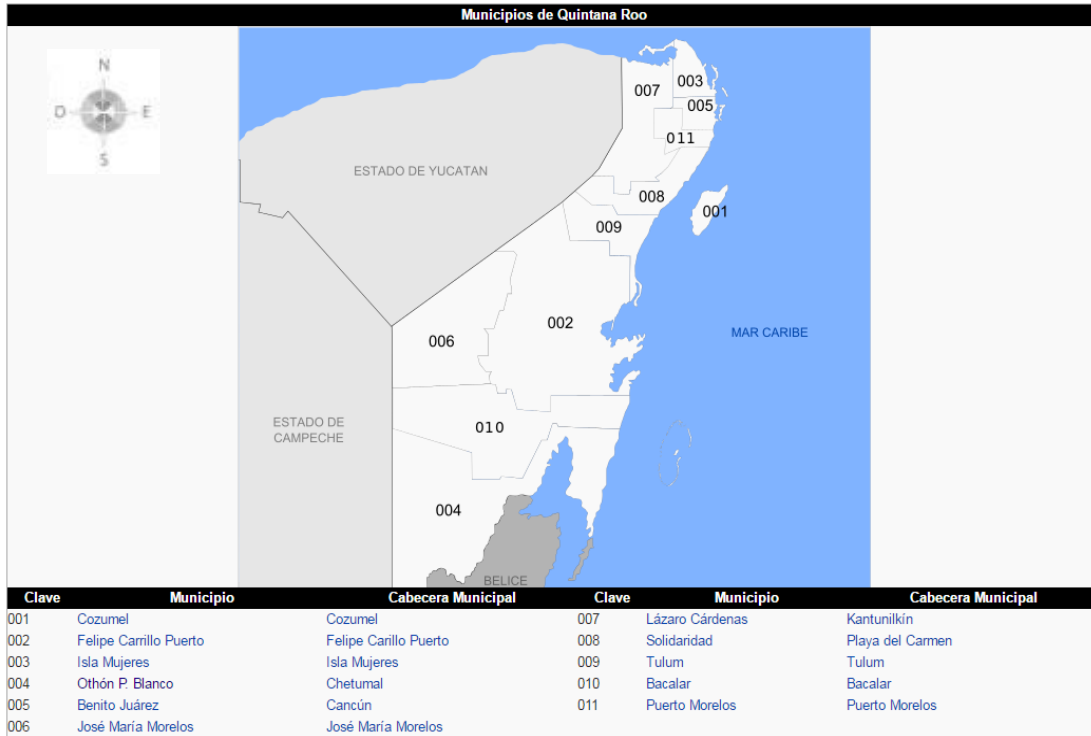 Municipios de Quintana Roo
N
O E
S
007
003
005
011
ESTADO DE YUCATAN
008
001
009
002
MAR CARIBE
006
ESTADO DE
CAMPECHE
010
004
BELICE
Clave Municipio Cabecera Municipal Clave Municipio Cabecera Municipal
001 Cozumel Cozumel 007 Lázaro Cárdenas Kantunilkín
002 Felipe Carrillo Puerto Felipe Carillo Puerto 008 Solidaridad Playa del Carmen
003 Isla Mujeres Isla Mujeres 009 Tulum Tulum
004 Othón P. Blanco Chetumal 010 Bacalar Bacalar
005 Benito Juárez Cancún 011 Puerto Morelos Puerto Morelos
006 José María Morelos José María Morelos